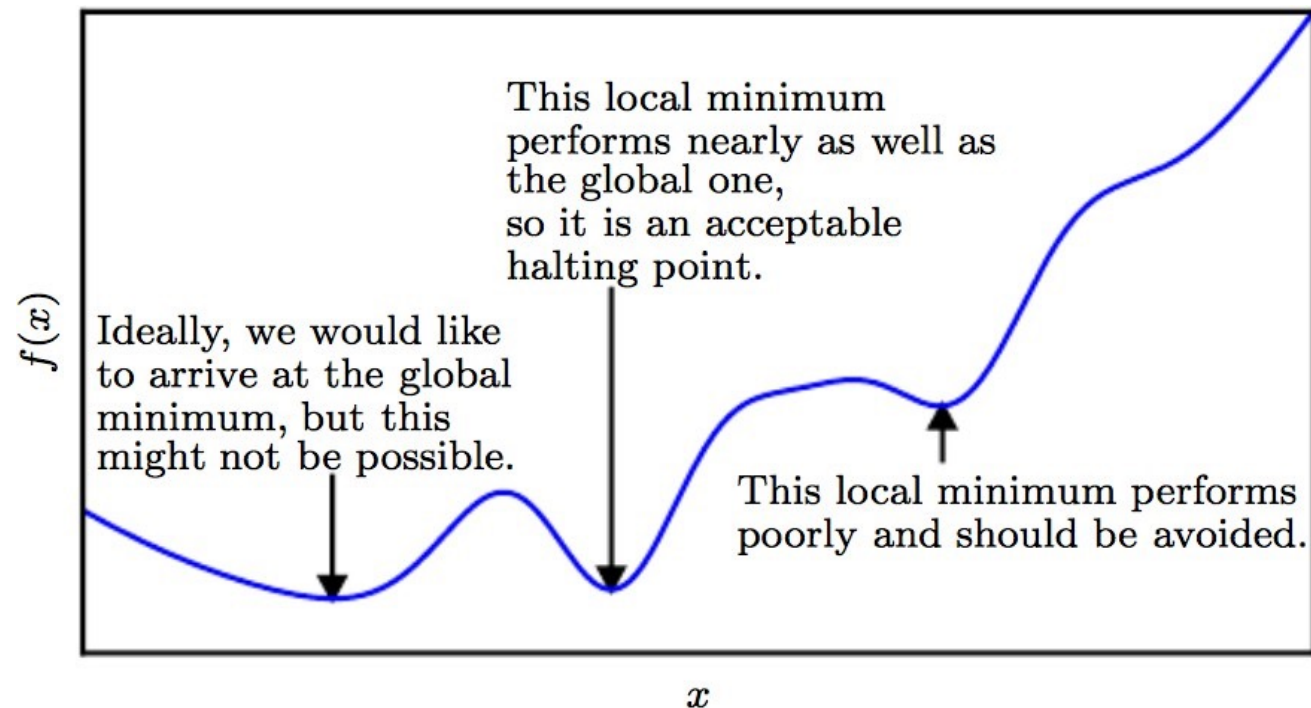 This local minimum
performs nearly as well as
the global one,
so it is an acceptable
halting point.
Ideally, we would like
to arrive at the global
minimum, but this
might not be possible.
This local minimum performs
poorly and should be avoided.
f(x)
x